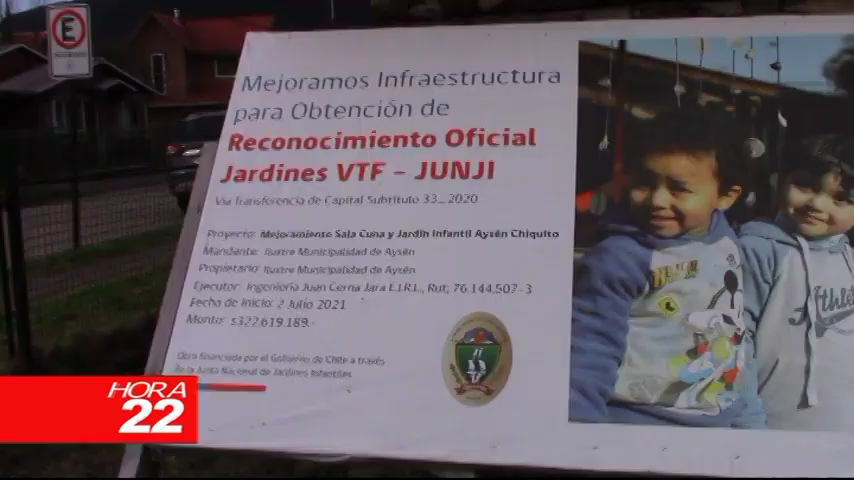 E
Mejoramos Infraestructura
para Obtención de
Reconocimiento Oficial
Jardines VTF - JUNJI
Vía Transferencia de Capital Subtítulo 33_ 2020
Proyecto: Mejoramiento Sala Cuna y Jardín Infantil Aysén Chiquito
Mandante: Ilustre Municipalidad de Aysén
Propietario: Ilustre Municipalidad de Aysén
Ejecutor: Ingeniería Juan Cerna Jara E.I.R.L., Rut; 76.144.507-3
Fecha de Inicio: 2 Julio 2021
Monto: $322.619.189.-
Obra financiada por el Gobierno de Chile a través
de la Junta Nacional de Jardines Infantiles
HORA
22